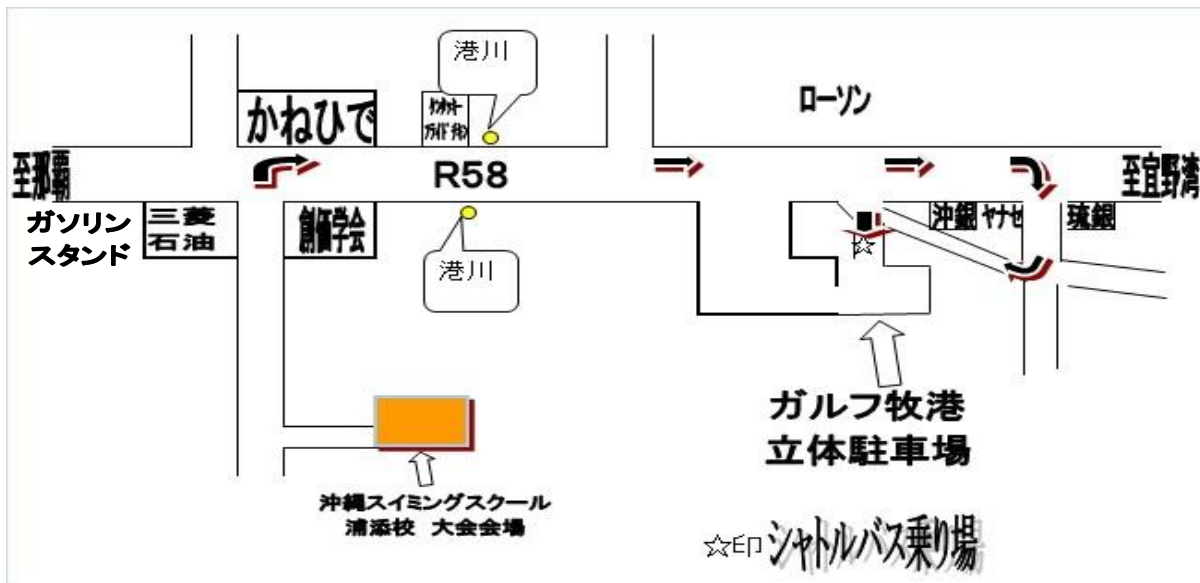 港川
かねひで
ローソン
至那覇
R58
至宜野湾
ガソリン
スタンド
三菱
石油
創価学会
沖銀
ヤナセ
琉銀
港川
☆
ガルフ牧港
立体駐車場
沖縄スイミングスクール
浦添校 大会会場
☆印 シャトルバス乗り場